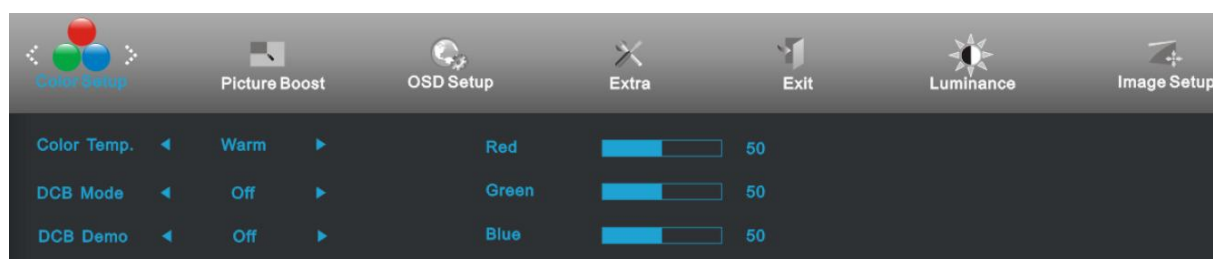 Color Setup
Picture Boost
OSD Setup
Extra
Exit
Luminance
Image Setup
Color Temp. Warm Red 50
DCB Mode Off Green 50
DCB Demo Off Blue 50